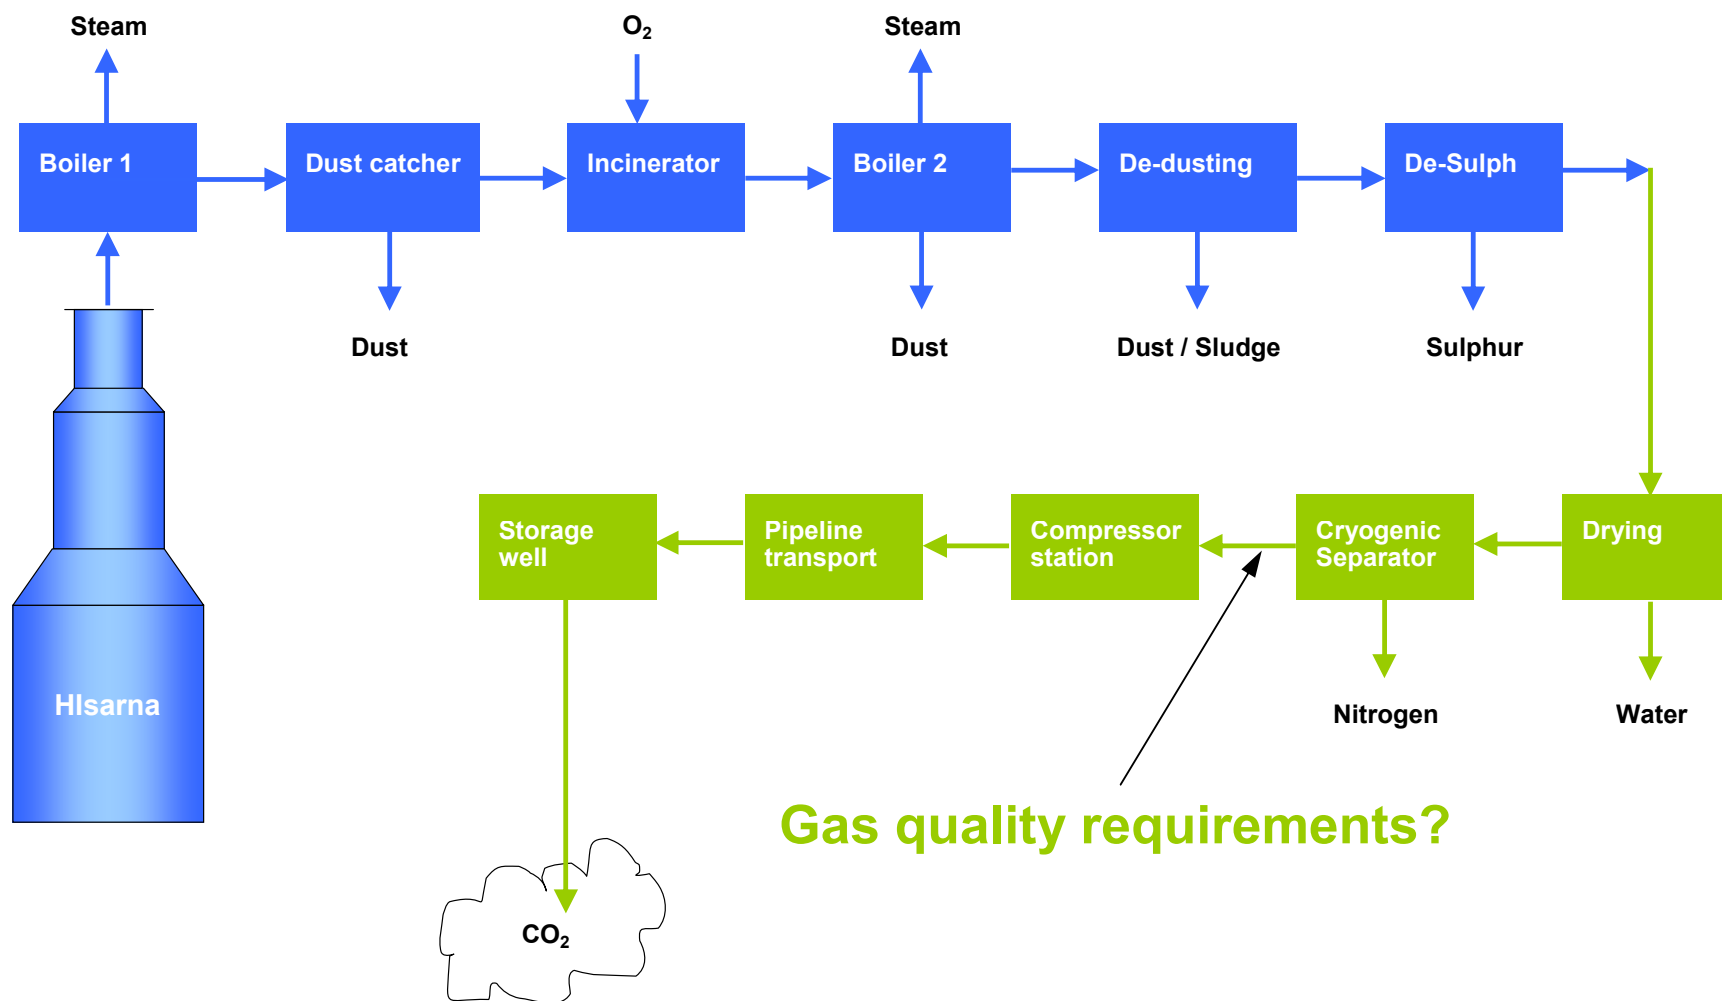 Steam
O₂
Steam
Boiler 1
Dust catcher
Incinerator
Boiler 2
De-dusting
De-Sulph
Dust
Dust
Dust / Sludge
Sulphur
Storage
well
Pipeline
transport
Compressor
station
Cryogenic
Separator
Drying
HIsarna
Nitrogen
Water
Gas quality requirements?
CO₂